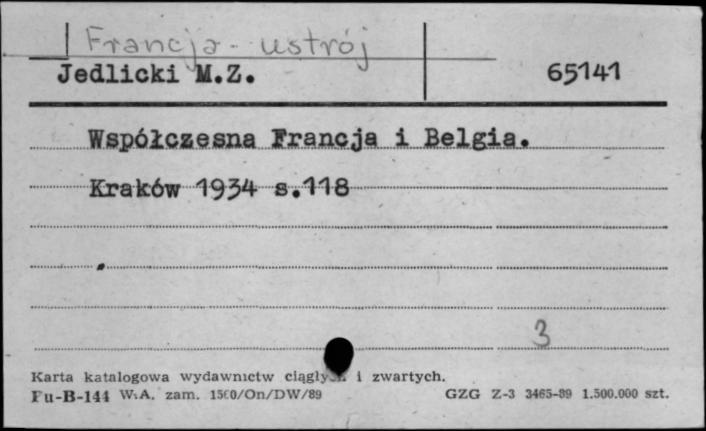 Francja - ustrój
Jedlicki M.Z. 65141
Współczesna Francja i Belgia.
Kraków 1934 s.118
3
Karta katalogowa wydawnictw ciągłych i zwartych.
Pu-B-144 W.A. zam. 1500/On/DW/89 GZG Z-3 3465-89 1.500.000 szt.